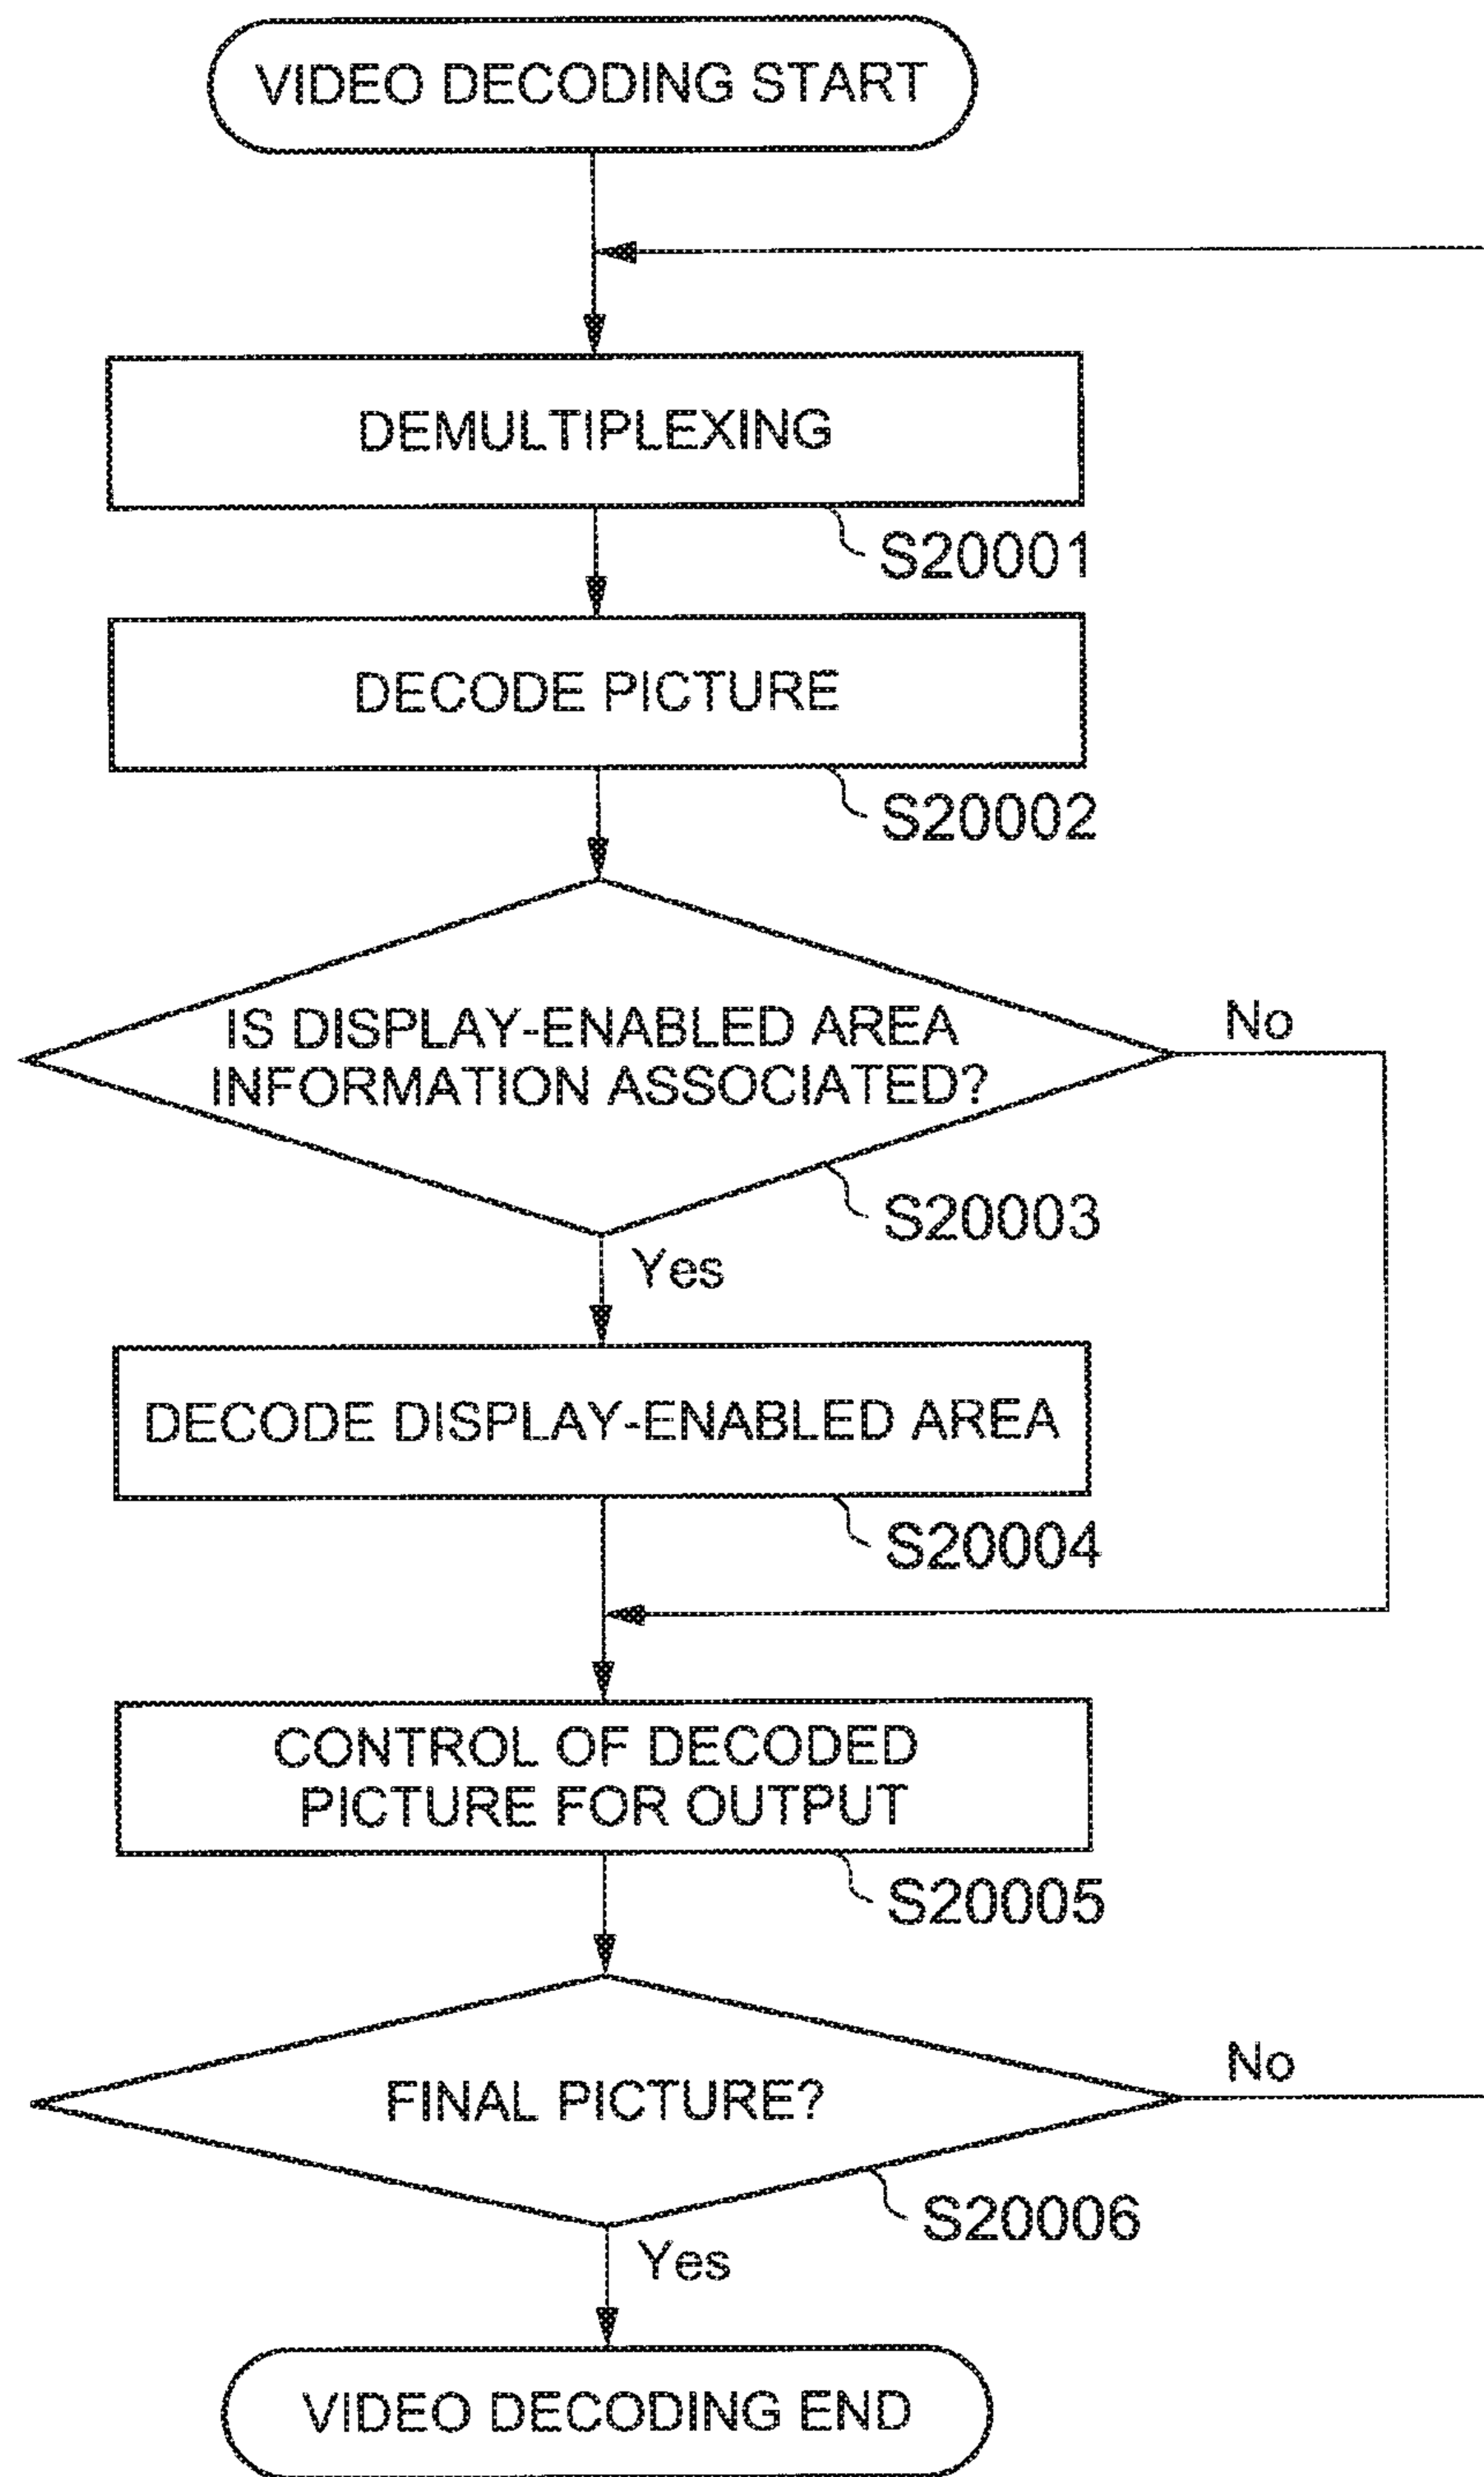 VIDEO DECODING START
DEMULTIPLEXING
S20001
DECODE PICTURE
S20002
IS DISPLAY-ENABLED AREA
INFORMATION ASSOCIATED?
No
S20003
Yes
DECODE DISPLAY-ENABLED AREA
S20004
CONTROL OF DECODED
PICTURE FOR OUTPUT
S20005
FINAL PICTURE?
No
S20006
Yes
VIDEO DECODING END